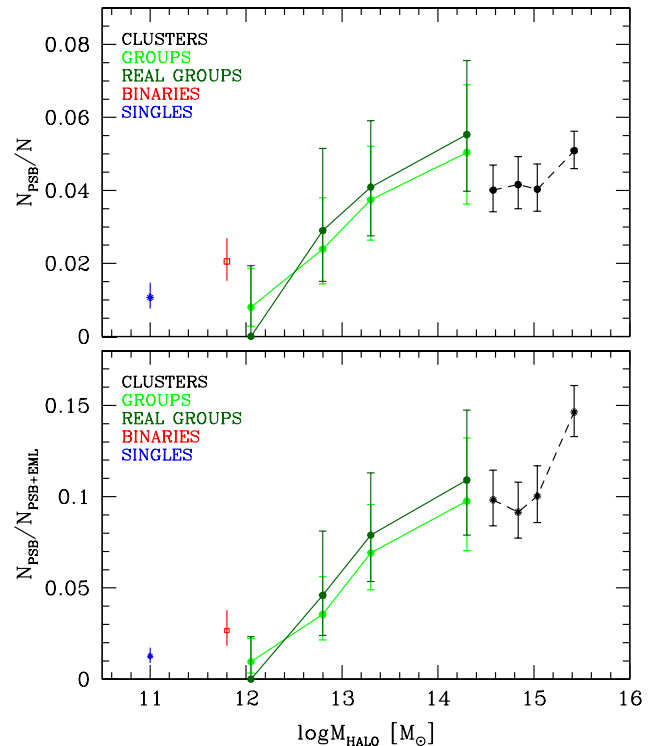 0.08
0.06
0.04
0.02
0
N_PSB/N
CLUSTERS
GROUPS
REAL GROUPS
BINARIES
SINGLES
0.15
0.1
0.05
0
N_PSB/N_PSB+EML
CLUSTERS
GROUPS
REAL GROUPS
BINARIES
SINGLES
11 12 13 14 15 16
logM_HALO [M_⊙]